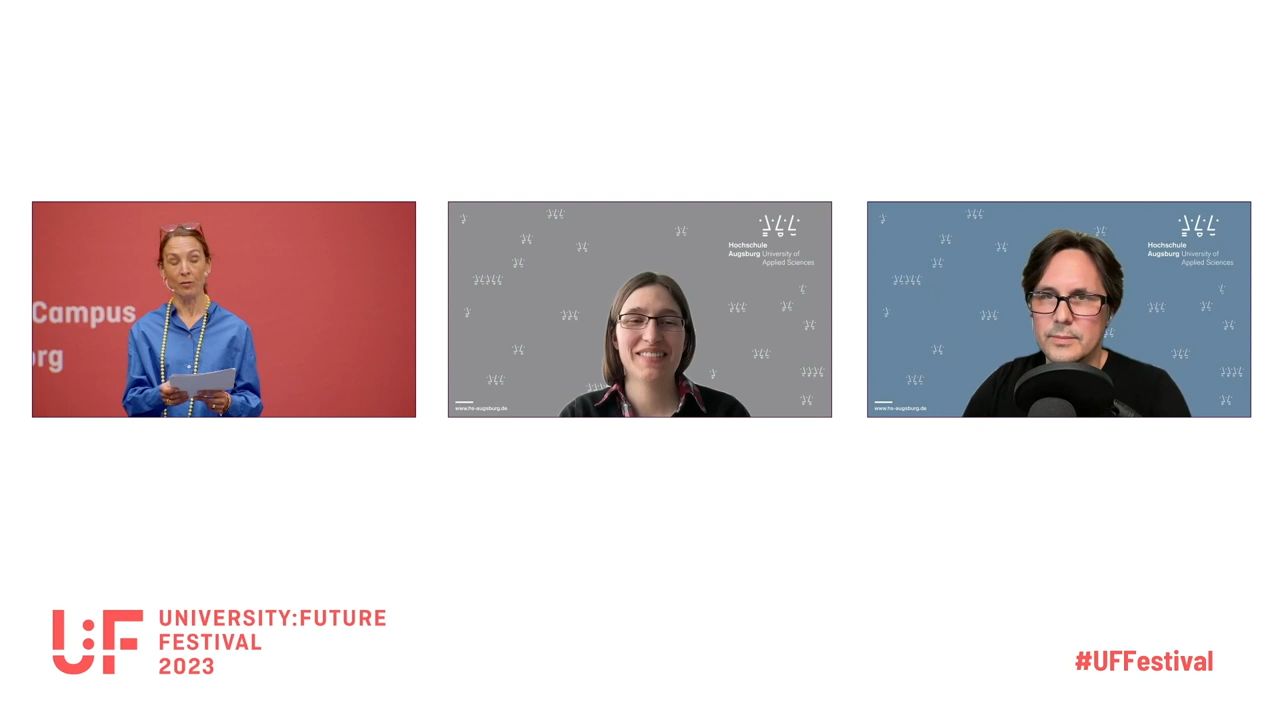 Campus
org
Hochschule
Augsburg University of
Applied Sciences
www.hs-augsburg.de
Hochschule
Augsburg University of
Applied Sciences
www.hs-augsburg.de
U:F
UNIVERSITY:FUTURE
FESTIVAL
2023
#UFFestival